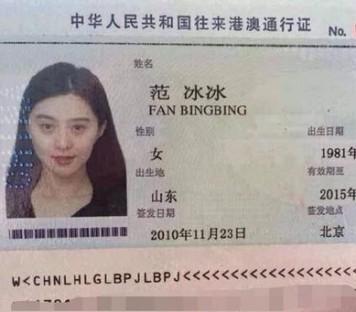 中华人民共和国往来港澳通行证 No.
姓名
范 冰冰
FAN BINGBING
性别 出生日期
女 1981年
出生地 有效期至
山东 2015年
签发日期 签发地点
2010年11月23日 北京
W<CHNLHLGLBPJLBPJ<<<<<<<<<<<<<<<<<<